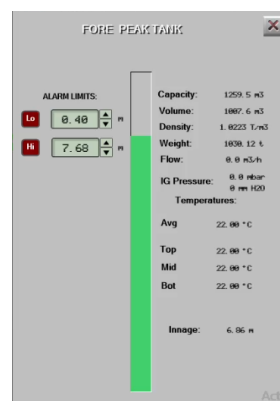 FORE PEAK TANK
ALARM LIMITS:
Lo 0.40 M
Hi 7.68 M
Capacity: 1259.5 m3
Volume: 1007.6 m3
Density: 1.0223 T/m3
Weight: 1030.12 t
Flow: 0.0 m3/h
IG Pressure: 0.0 mbar
0 mm H2O
Temperatures:
Avg 22.00 °C
Top 22.00 °C
Mid 22.00 °C
Bot 22.00 °C
Innage: 6.86 m
Act